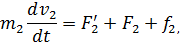 m₂ dv₂/dt = F₂′ + F₂ + f₂,